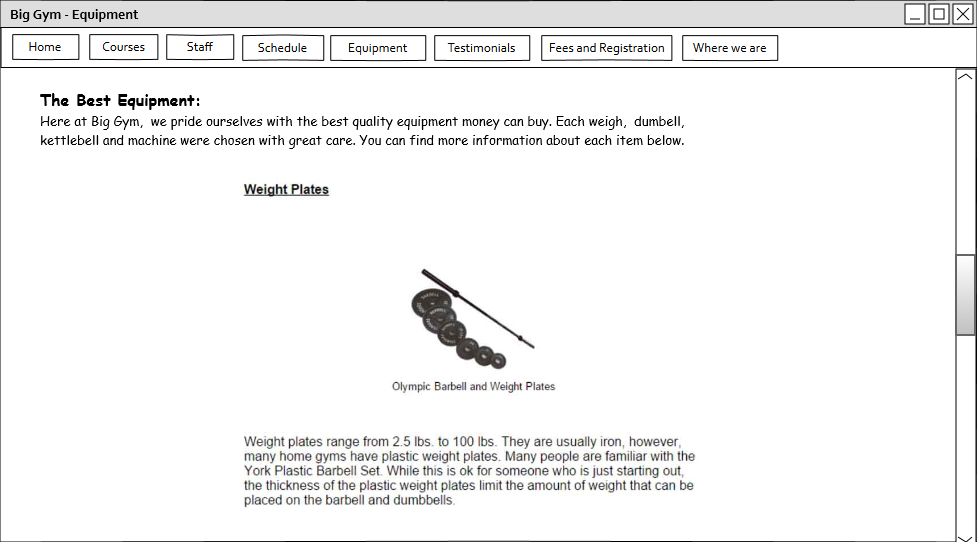 Big Gym - Equipment
Home Courses Staff Schedule Equipment Testimonials Fees and Registration Where we are
The Best Equipment:
Here at Big Gym, we pride ourselves with the best quality equipment money can buy. Each weigh, dumbell,
kettlebell and machine were chosen with great care. You can find more information about each item below.
Weight Plates
Olympic Barbell and Weight Plates
Weight plates range from 2.5 lbs. to 100 lbs. They are usually iron, however,
many home gyms have plastic weight plates. Many people are familiar with the
York Plastic Barbell Set. While this is ok for someone who is just starting out,
the thickness of the plastic weight plates limit the amount of weight that can be
placed on the barbell and dumbbells.